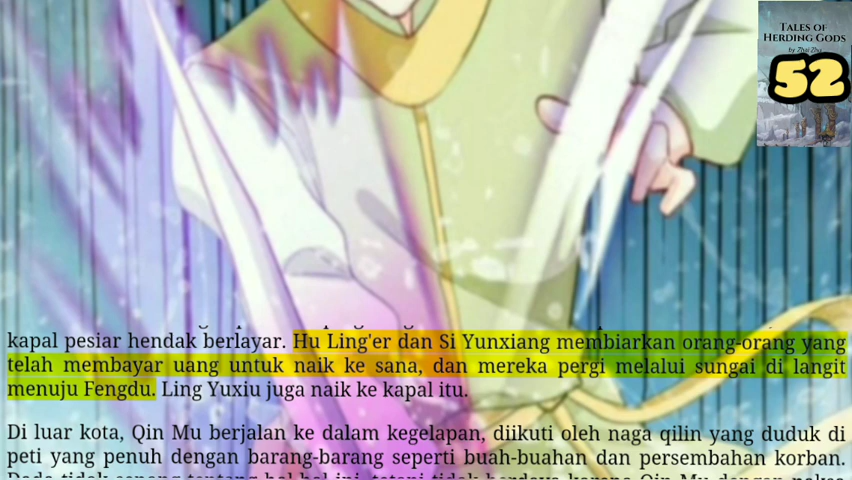 TALES OF
HERDING GODS
by Zhai Zhu
52
kapal pesiar hendak berlayar. Hu Ling'er dan Si Yunxiang membiarkan orang-orang yang
telah membayar uang untuk naik ke sana, dan mereka pergi melalui sungai di langit
menuju Fengdu. Ling Yuxiu juga naik ke kapal itu.
Di luar kota, Qin Mu berjalan ke dalam kegelapan, diikuti oleh naga qilin yang duduk di
peti yang penuh dengan barang-barang seperti buah-buahan dan persembahan korban.